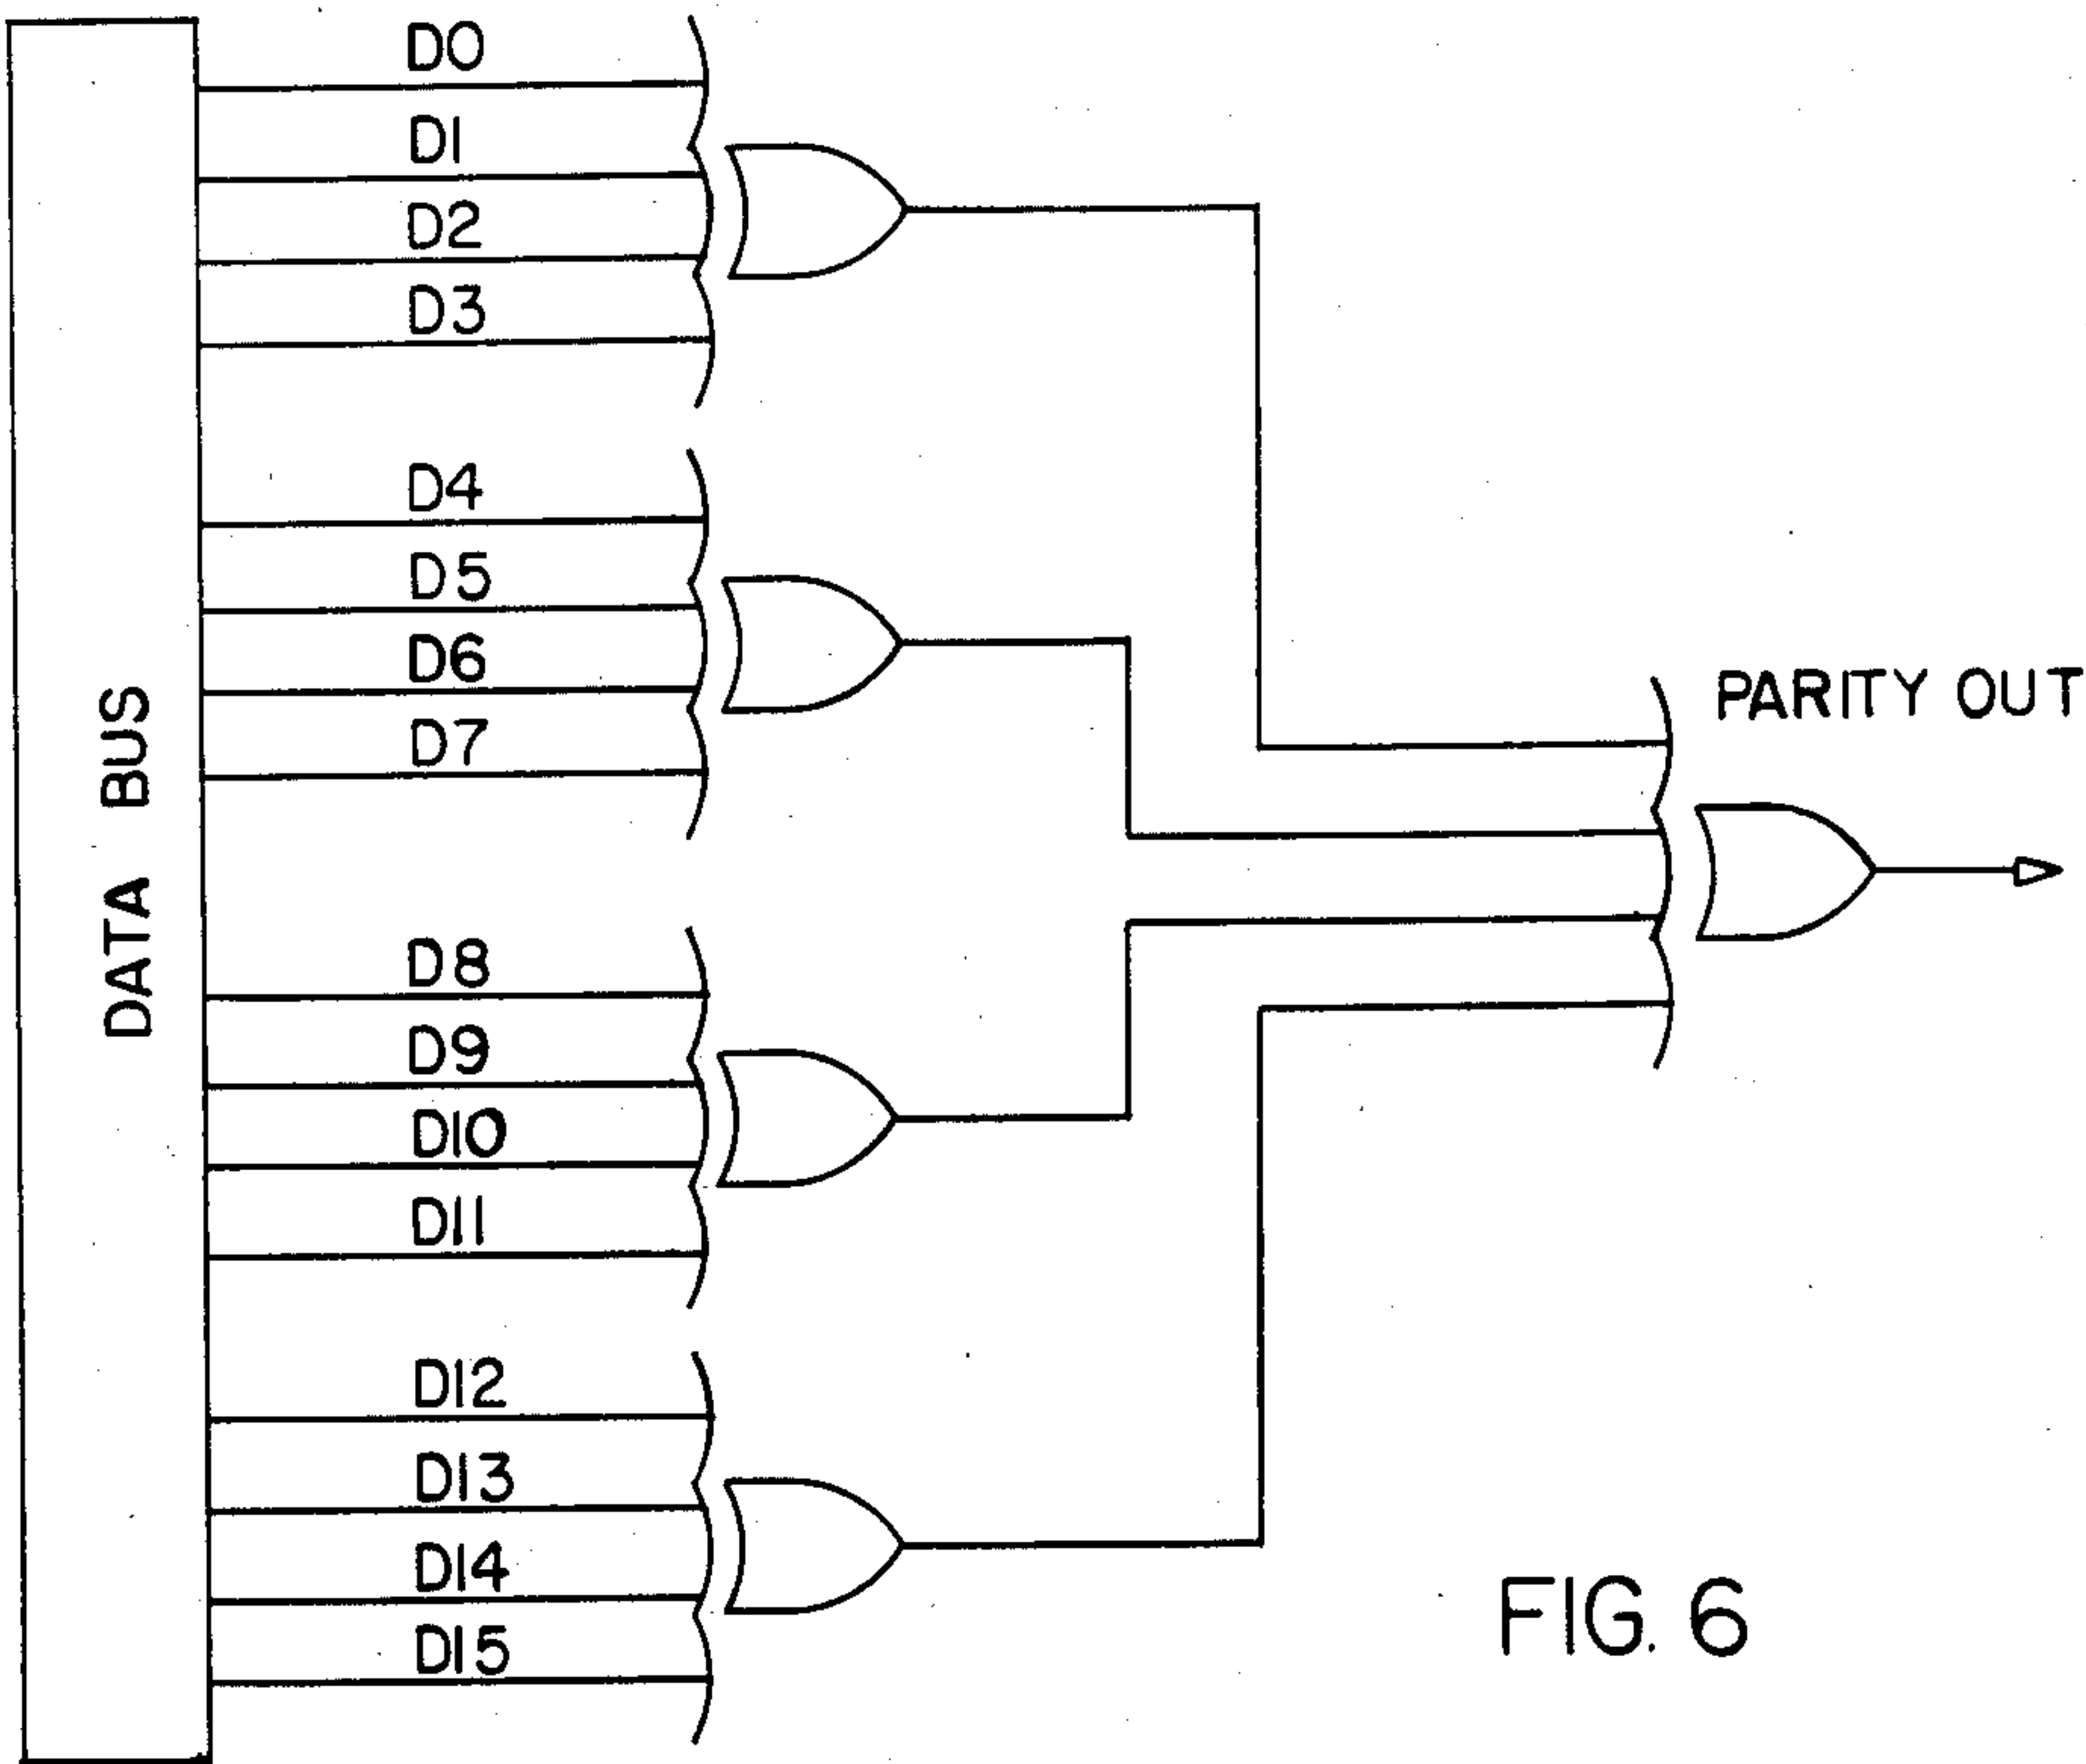 D0
D1
D2
D3
D4
D5
D6
D7
D8
D9
D10
D11
D12
D13
D14
D15
DATA BUS
PARITY OUT
FIG. 6